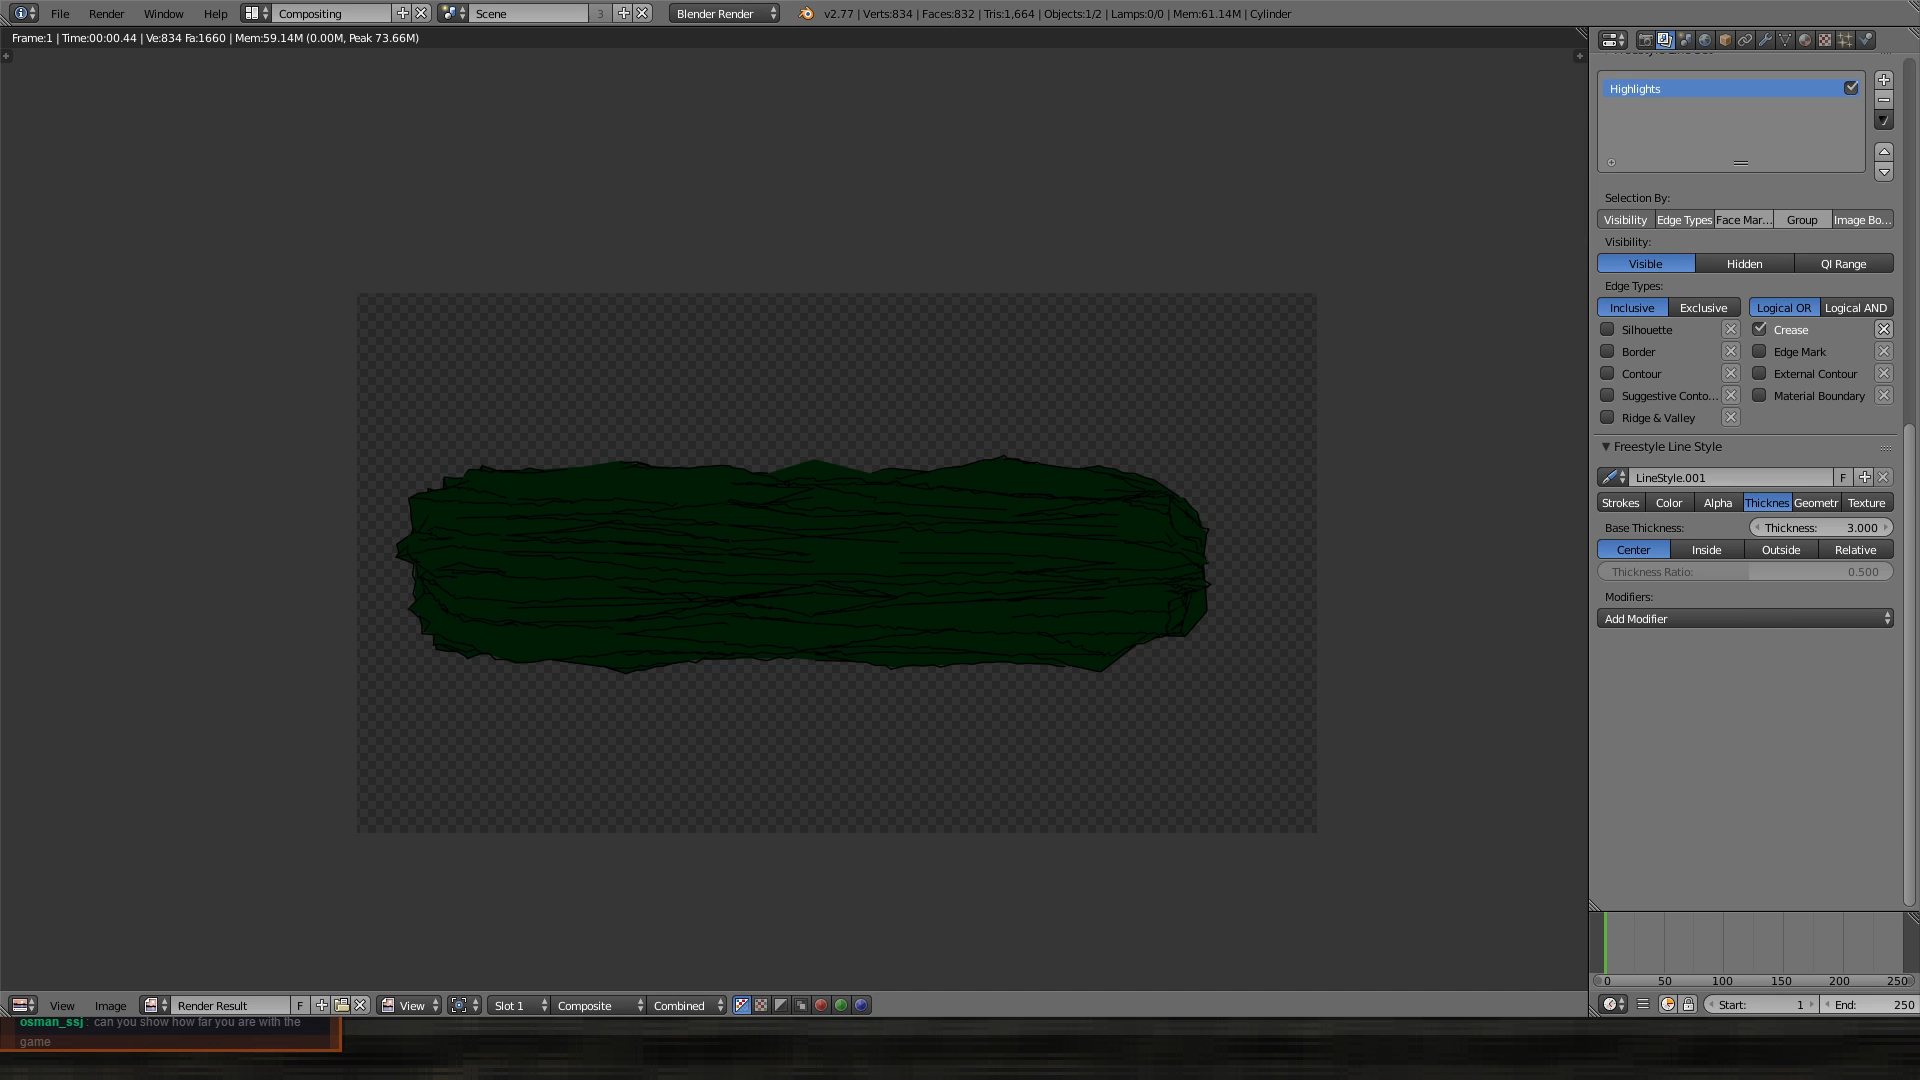 File Render Window Help Compositing Scene 3 Blender Render v2.77 | Verts:834 | Faces:832 | Tris:1,664 | Objects:1/2 | Lamps:0/0 | Mem:61.14M | Cylinder
Frame:1 | Time:00:00.44 | Ve:834 Fa:1660 | Mem:59.14M (0.00M, Peak 73.66M)
Highlights
Selection By:
Visibility Edge Types Face Mar... Group Image Bo...
Visibility:
Visible Hidden QI Range
Edge Types:
Inclusive Exclusive Logical OR Logical AND
Silhouette Crease
Border Edge Mark
Contour External Contour
Suggestive Conto... Material Boundary
Ridge & Valley
Freestyle Line Style
LineStyle.001 F
Strokes Color Alpha Thicknes Geometr Texture
Base Thickness: Thickness: 3.000
Center Inside Outside Relative
Thickness Ratio: 0.500
Modifiers:
Add Modifier
0 50 100 150 200 250
View Image Render Result F View Slot 1 Composite Combined Start: 1 End: 250
osman_ssj: can you show how far you are with the
game